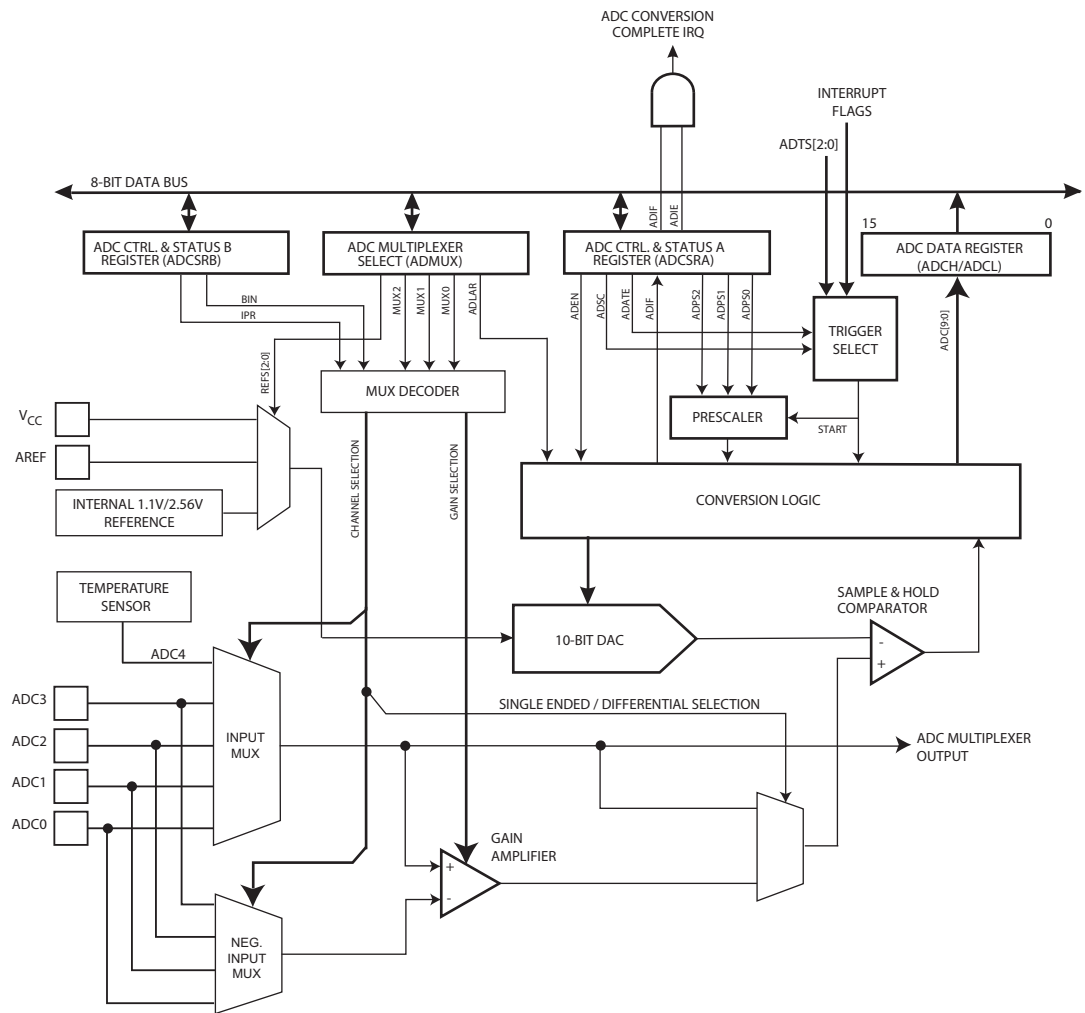 ADC CONVERSION
COMPLETE IRQ
INTERRUPT
FLAGS
ADTS[2:0]
8-BIT DATA BUS
ADIF
ADIE
15
0
ADC CTRL. & STATUS B
REGISTER (ADCSRB)
ADC MULTIPLEXER
SELECT (ADMUX)
ADC CTRL. & STATUS A
REGISTER (ADCSRA)
ADC DATA REGISTER
(ADCH/ADCL)
BIN
IPR
REFS[2:0]
MUX2
MUX1
MUX0
ADLAR
ADEN
ADSC
ADATE
ADIF
ADPS2
ADPS1
ADPS0
TRIGGER
SELECT
ADC[9:0]
MUX DECODER
PRESCALER
START
VCC
AREF
INTERNAL 1.1V/2.56V
REFERENCE
CHANNEL SELECTION
GAIN SELECTION
CONVERSION LOGIC
TEMPERATURE
SENSOR
SAMPLE & HOLD
COMPARATOR
10-BIT DAC
-
+
ADC4
ADC3
SINGLE ENDED / DIFFERENTIAL SELECTION
ADC2
INPUT
MUX
ADC MULTIPLEXER
OUTPUT
ADC1
ADC0
GAIN
AMPLIFIER
+
-
NEG.
INPUT
MUX